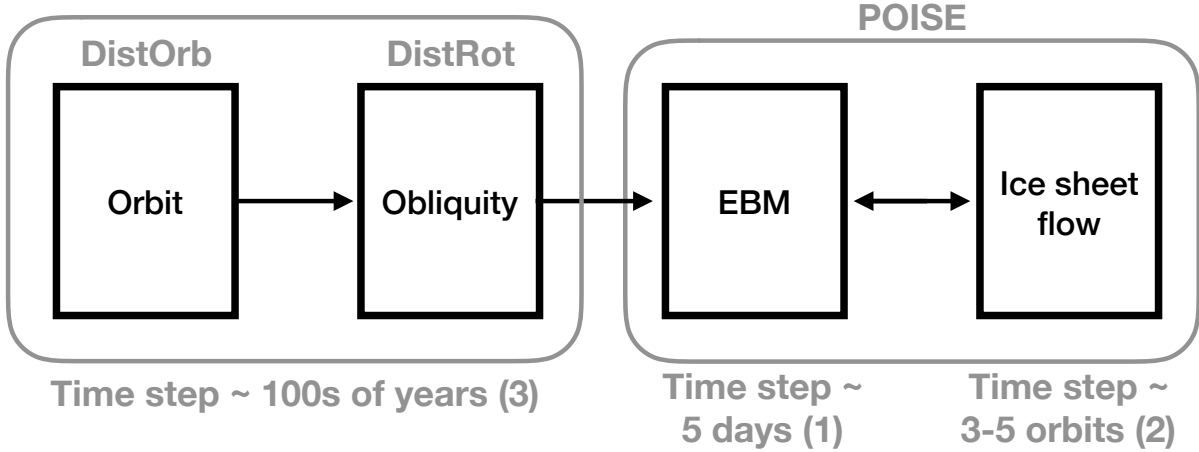 POISE
DistOrb
DistRot
Orbit
Obliquity
EBM
Ice sheet
flow
Time step ~ 100s of years (3)
Time step ~
5 days (1)
Time step ~
3-5 orbits (2)